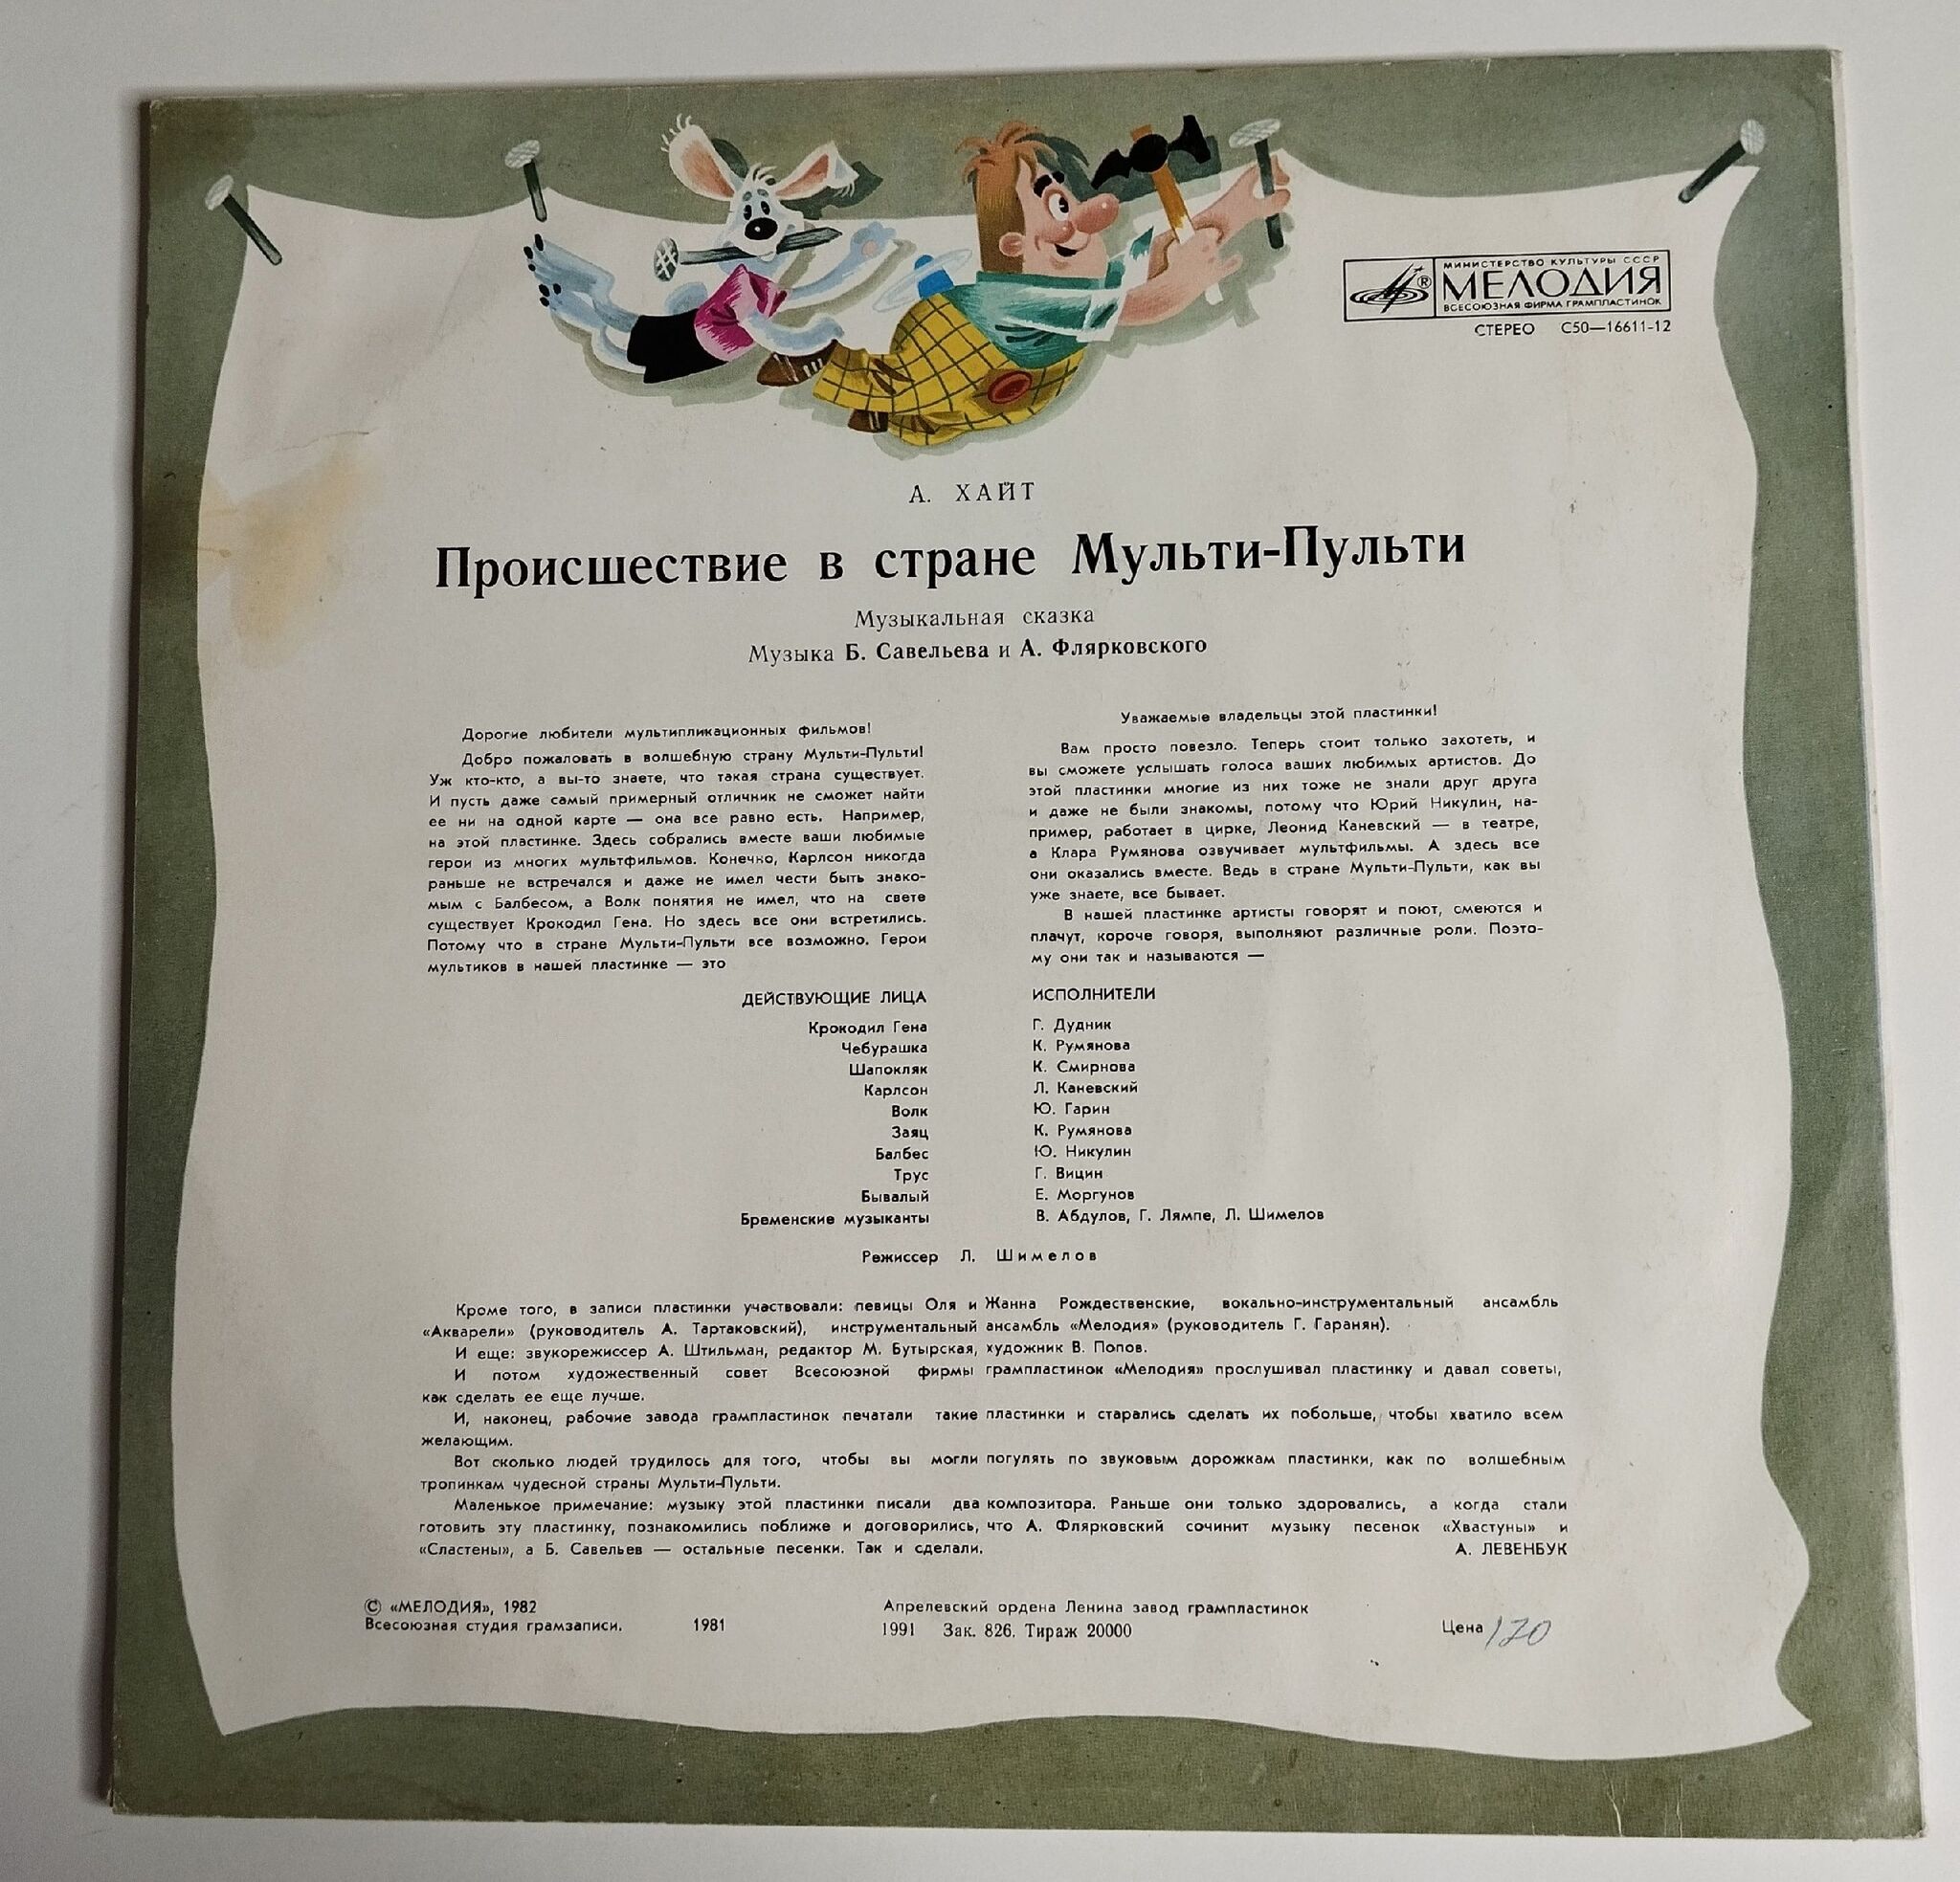 МИНИСТЕРСТВО КУЛЬТУРЫ СССР
МЕЛОДИЯ
ВСЕСОЮЗНАЯ ФИРМА ГРАМПЛАСТИНОК
СТЕРЕО С50—16611-12
А. ХАЙТ
Происшествие в стране Мульти-Пульти
Музыкальная сказка
Музыка Б. Савельева и А. Флярковского
Дорогие любители мультипликационных фильмов!
Добро пожаловать в волшебную страну Мульти-Пульти!
Уж кто-кто, а вы-то знаете, что такая страна существует.
И пусть даже самый примерный отличник не сможет найти
ее ни на одной карте — она все равно есть. Например,
на этой пластинке. Здесь собрались вместе ваши любимые
герои из многих мультфильмов. Конечно, Карлсон никогда
раньше не встречался и даже не имел чести быть знако-
мым с Балбесом, а Волк понятия не имел, что на свете
существует Крокодил Гена. Но здесь все они встретились.
Потому что в стране Мульти-Пульти все возможно. Герои
мультиков в нашей пластинке — это
Уважаемые владельцы этой пластинки!
Вам просто повезло. Теперь стоит только захотеть, и
вы сможете услышать голоса ваших любимых артистов. До
этой пластинки многие из них тоже не знали друг друга
и даже не были знакомы, потому что Юрий Никулин, на-
пример, работает в цирке, Леонид Каневский — в театре,
а Клара Румянова озвучивает мультфильмы. А здесь все
они оказались вместе. Ведь в стране Мульти-Пульти, как вы
уже знаете, все бывает.
В нашей пластинке артисты говорят и поют, смеются и
плачут, короче говоря, выполняют различные роли. Поэто-
му они так и называются —
ДЕЙСТВУЮЩИЕ ЛИЦА ИСПОЛНИТЕЛИ
Крокодил Гена Г. Дудник
Чебурашка К. Румянова
Шапокляк К. Смирнова
Карлсон Л. Каневский
Волк Ю. Гарин
Заяц К. Румянова
Балбес Ю. Никулин
Трус Г. Вицин
Бывалый Е. Моргунов
Бременские музыканты В. Абдулов, Г. Лямпе, Л. Шимелов
Режиссер Л. Шимелов
Кроме того, в записи пластинки участвовали: певицы Оля и Жанна Рождественские, вокально-инструментальный ансамбль
«Акварели» (руководитель А. Тартаковский), инструментальный ансамбль «Мелодия» (руководитель Г. Гаранян).
И еще: звукорежиссер А. Штильман, редактор М. Бутырская, художник В. Попов.
И потом художественный совет Всесоюзной фирмы грампластинок «Мелодия» прослушивал пластинку и давал советы,
как сделать ее еще лучше.
И, наконец, рабочие завода грампластинок печатали такие пластинки и старались сделать их побольше, чтобы хватило всем
желающим.
Вот сколько людей трудилось для того, чтобы вы могли погулять по звуковым дорожкам пластинки, как по волшебным
тропинкам чудесной страны Мульти-Пульти.
Маленькое примечание: музыку этой пластинки писали два композитора. Раньше они только здоровались, а когда стали
готовить эту пластинку, познакомились поближе и договорились, что А. Флярковский сочинит музыку песенок «Хвастуны» и
«Сластены», а Б. Савельев — остальные песенки. Так и сделали. А. ЛЕВЕНБУК
© «МЕЛОДИЯ», 1982 Апрелевский ордена Ленина завод грампластинок
Всесоюзная студия грамзаписи. 1981 1991 Зак. 826. Тираж 20000 Цена 170